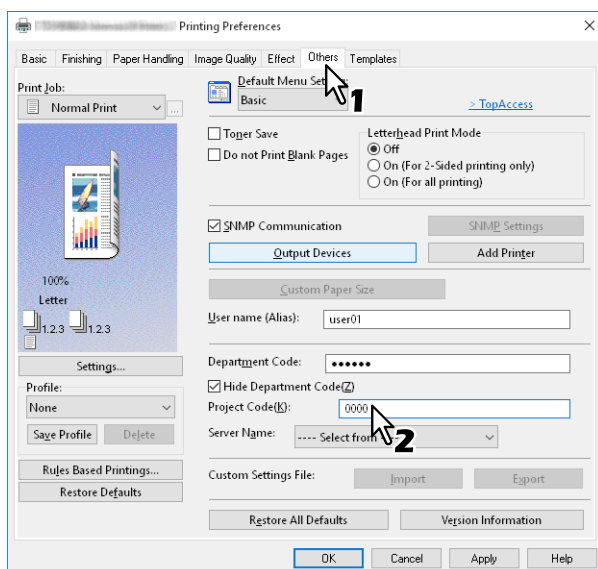 Printing Preferences
Basic Finishing Paper Handling Image Quality Effect Others Templates
Print Job:
Normal Print ...
Default Menu
Basic
1
> TopAccess
Toner Save
Do not Print Blank Pages
Letterhead Print Mode
Off
On (For 2-Sided printing only)
On (For all printing)
SNMP Communication
SNMP Settings
Output Devices
Add Printer
100%
Letter
1.2.3 1.2.3
Custom Paper Size
User name (Alias): user01
Settings...
Department Code: ●●●●●●
Profile:
None
Hide Department Code(Z)
Project Code(K): 0000
2
Save Profile Delete
Server Name: ---- Select from
Rules Based Printings...
Restore Defaults
Custom Settings File: Import Export
Restore All Defaults Version Information
OK Cancel Apply Help